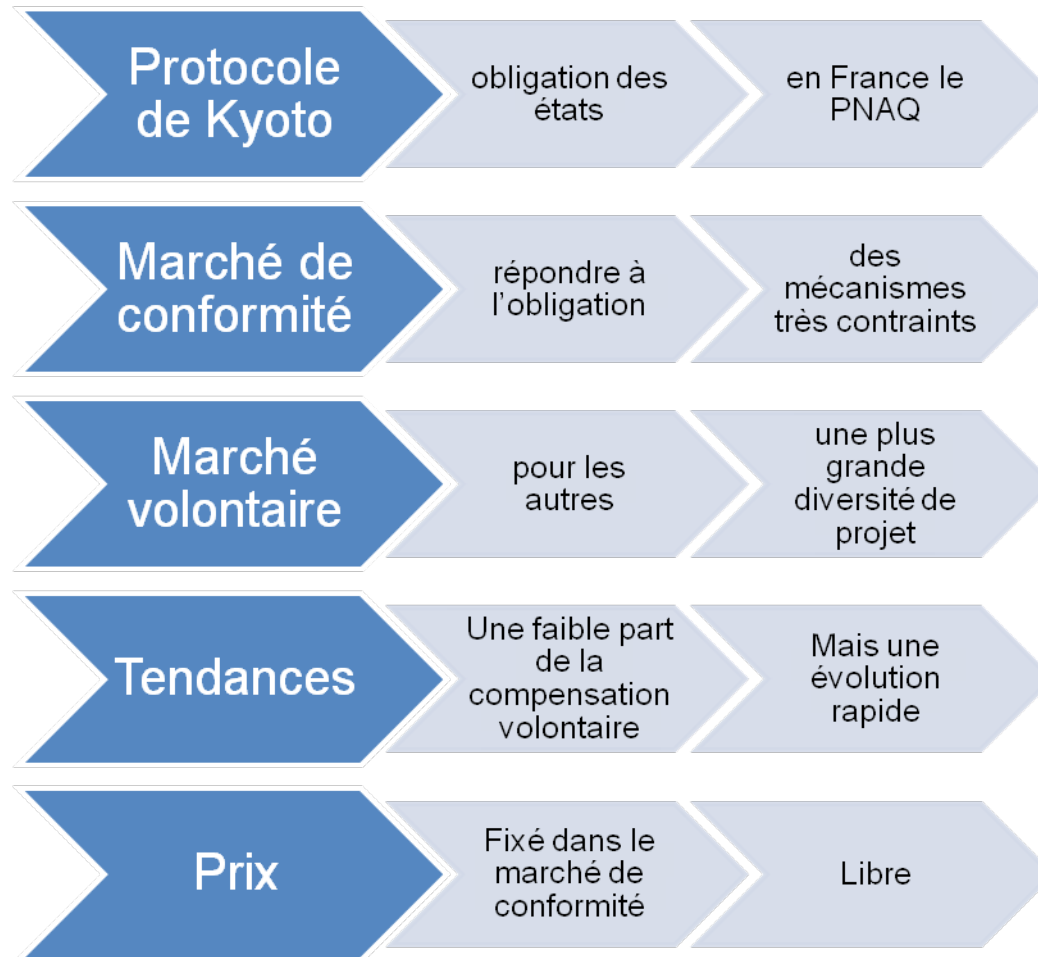 Protocole
de Kyoto
obligation des
états
en France le
PNAQ
Marché de
conformité
répondre à
l'obligation
des
mécanismes
très contraints
Marché
volontaire
pour les
autres
une plus
grande
diversité de
projet
Tendances
Une faible part
de la
compensation
volontaire
Mais une
évolution
rapide
Prix
Fixé dans le
marché de
conformité
Libre